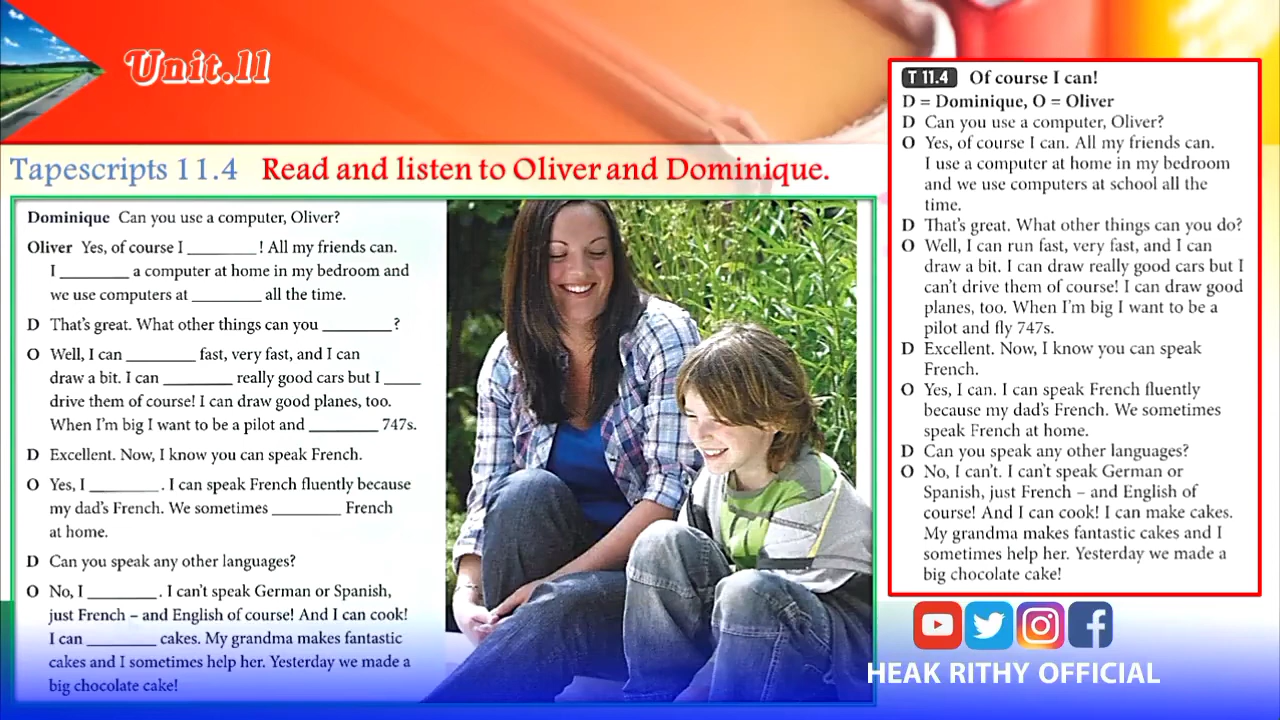 Unit.11
Tapescripts 11.4 Read and listen to Oliver and Dominique.
Dominique Can you use a computer, Oliver?
Oliver Yes, of course I _________ ! All my friends can.
I _________ a computer at home in my bedroom and
we use computers at _________ all the time.
D That's great. What other things can you _________?
O Well, I can _________ fast, very fast, and I can
draw a bit. I can _________ really good cars but I ____
drive them of course! I can draw good planes, too.
When I'm big I want to be a pilot and _________ 747s.
D Excellent. Now, I know you can speak French.
O Yes, I _________ . I can speak French fluently because
my dad's French. We sometimes _________ French
at home.
D Can you speak any other languages?
O No, I _________ . I can't speak German or Spanish,
just French – and English of course! And I can cook!
I can _________ cakes. My grandma makes fantastic
cakes and I sometimes help her. Yesterday we made a
big chocolate cake!
T 11.4 Of course I can!
D = Dominique, O = Oliver
D Can you use a computer, Oliver?
O Yes, of course I can. All my friends can.
I use a computer at home in my bedroom
and we use computers at school all the
time.
D That's great. What other things can you do?
O Well, I can run fast, very fast, and I can
draw a bit. I can draw really good cars but I
can't drive them of course! I can draw good
planes, too. When I'm big I want to be a
pilot and fly 747s.
D Excellent. Now, I know you can speak
French.
O Yes, I can. I can speak French fluently
because my dad's French. We sometimes
speak French at home.
D Can you speak any other languages?
O No, I can't. I can't speak German or
Spanish, just French – and English of
course! And I can cook! I can make cakes.
My grandma makes fantastic cakes and I
sometimes help her. Yesterday we made a
big chocolate cake!
HEAK RITHY OFFICIAL